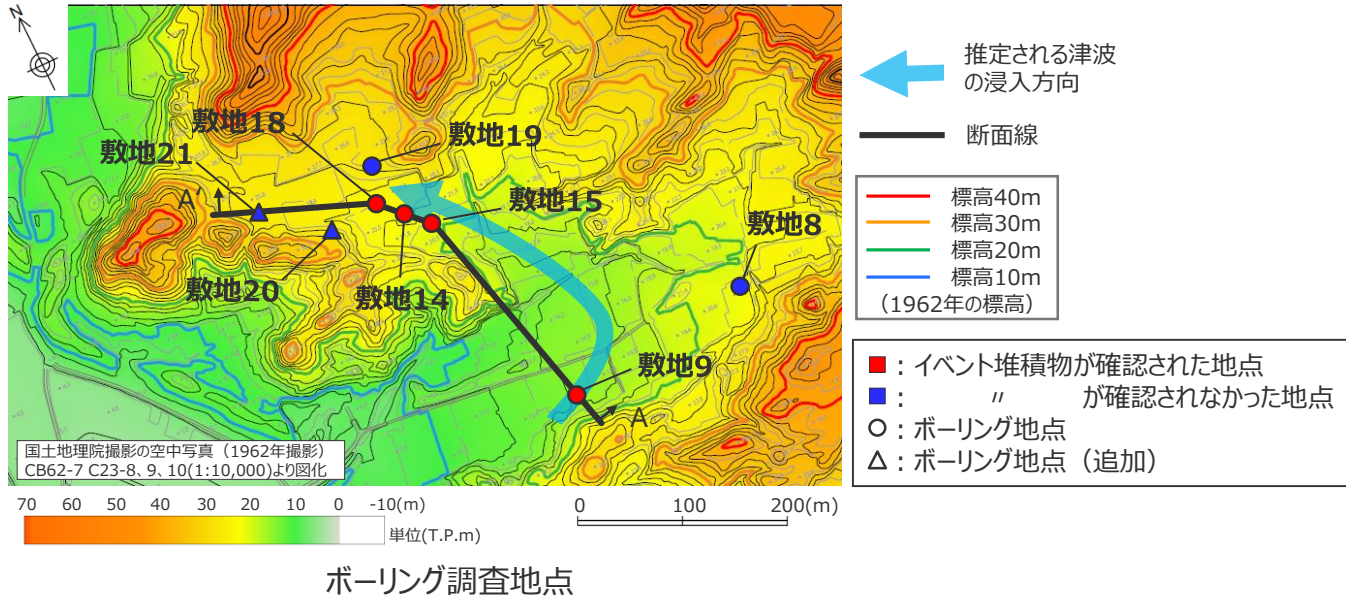 N
敷地18
敷地19
敷地21
A'
敷地15
敷地8
敷地20
敷地14
敷地9
A
国土地理院撮影の空中写真（1962年撮影）
CB62-7 C23-8、9、10(1:10,000)より図化
70 60 50 40 30 20 10 0 -10(m)
単位(T.P.m)
0 100 200(m)
ボーリング調査地点
推定される津波
の浸入方向
断面線
標高40m
標高30m
標高20m
標高10m
（1962年の標高）
：イベント堆積物が確認された地点
： 〃 が確認されなかった地点
：ボーリング地点
：ボーリング地点（追加）